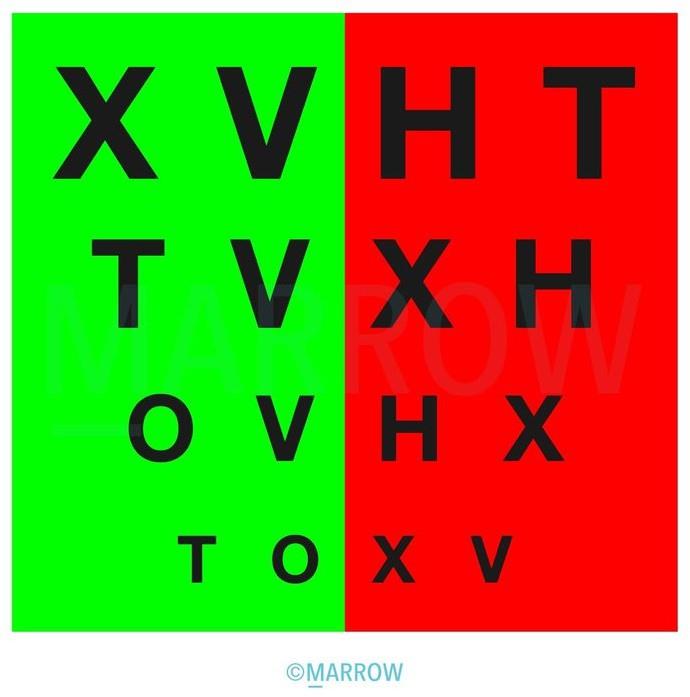 X V H T
T V X H
MARROW
O V H X
T O X V
©MARROW